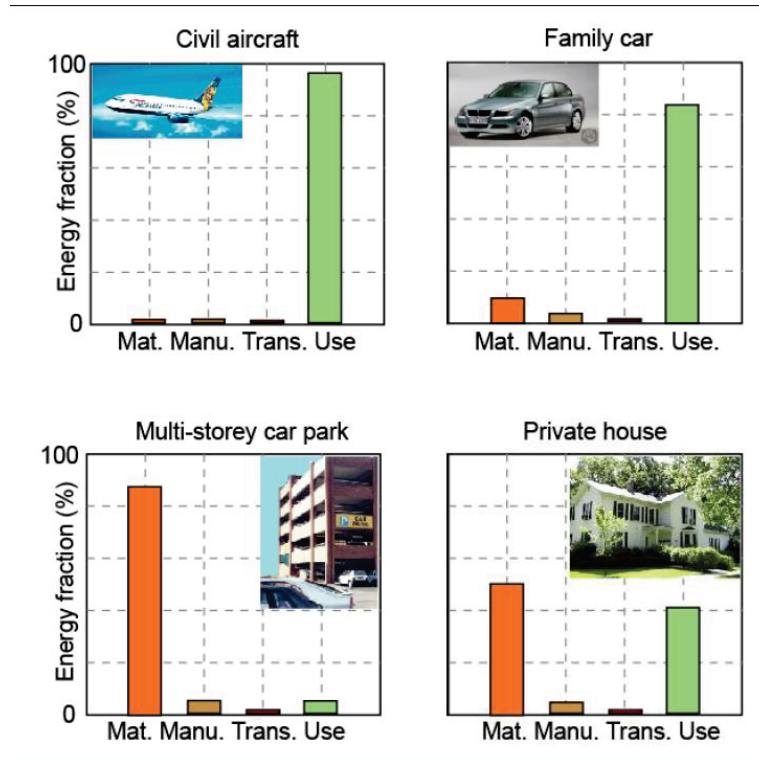 Civil aircraft
100
Energy fraction (%)
0
Mat. Manu. Trans. Use
Family car
Mat. Manu. Trans. Use.
Multi-storey car park
100
Energy fraction (%)
0
Mat. Manu. Trans. Use
Private house
Mat. Manu. Trans. Use